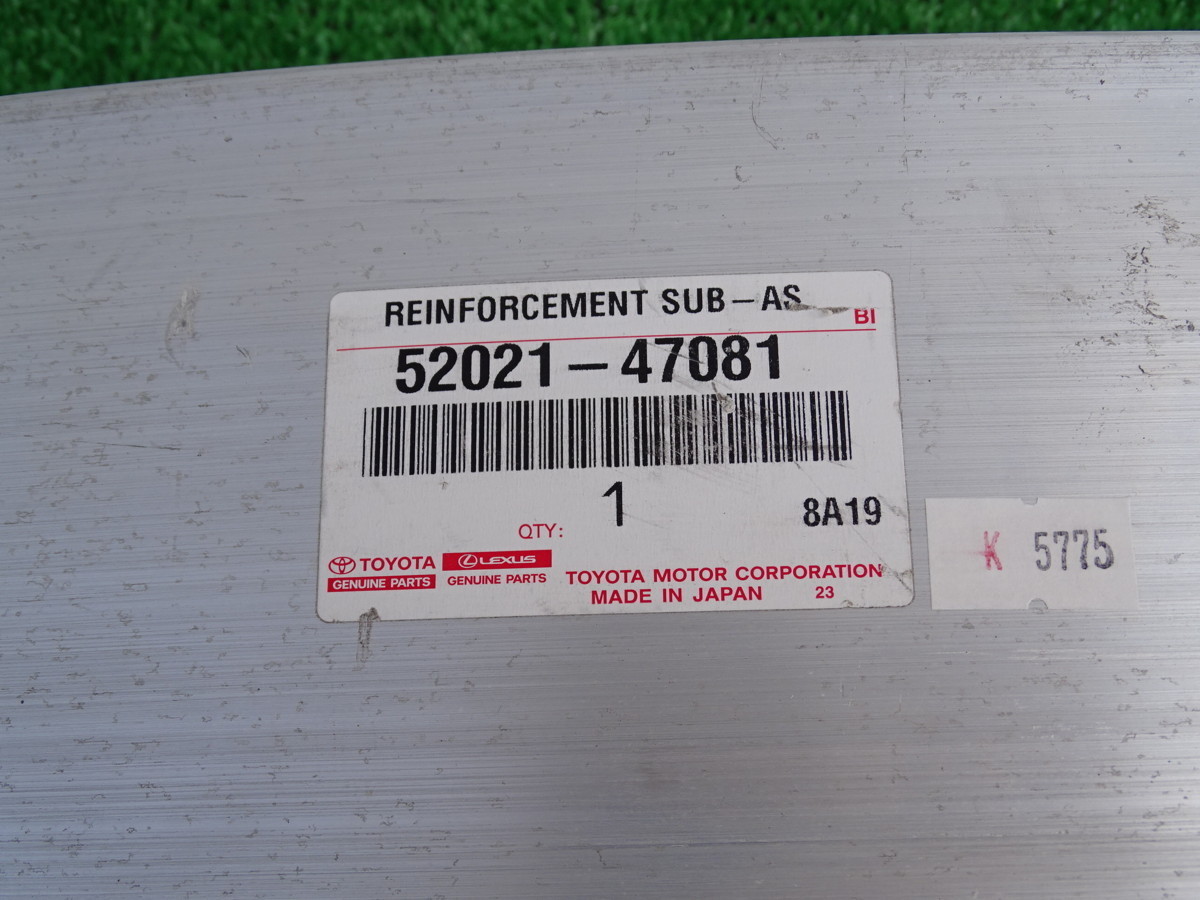 REINFORCEMENT SUB-AS
BI
52021-47081
1
QTY:
8A19
TOYOTA
GENUINE PARTS
LEXUS
GENUINE PARTS
TOYOTA MOTOR CORPORATION
MADE IN JAPAN 23
K 5775